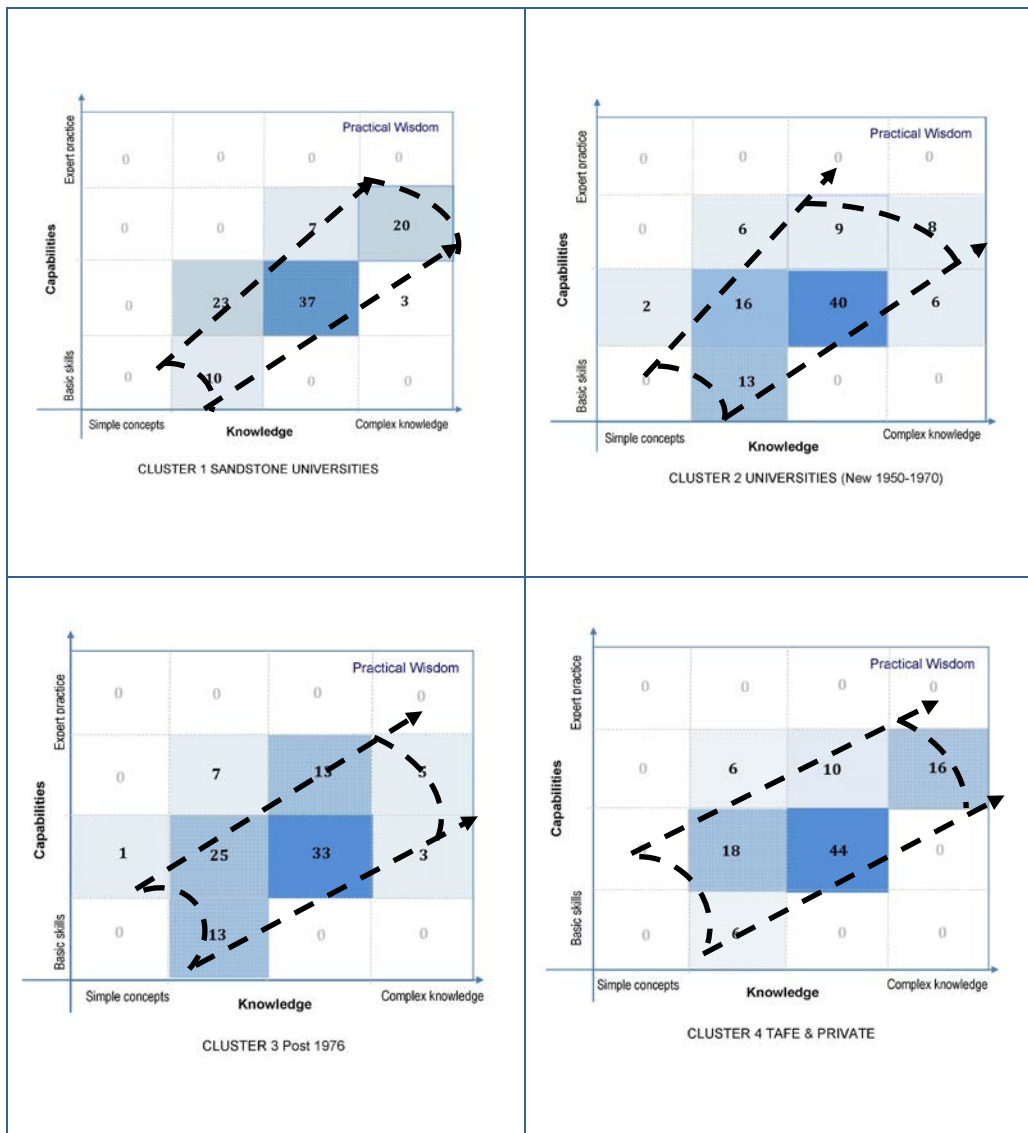 Practical Wisdom
Expert practice
0 0 0 0
0 0 7 20
Capabilities
0 23 37 3
Basic skills
0 10 0 0
Simple concepts Knowledge Complex knowledge
CLUSTER 1 SANDSTONE UNIVERSITIES
Practical Wisdom
Expert practice
0 0 0 0
0 6 9 8
Capabilities
2 16 40 6
Basic skills
0 13 0 0
Simple concepts Knowledge Complex knowledge
CLUSTER 2 UNIVERSITIES (New 1950-1970)
Practical Wisdom
Expert practice
0 0 0 0
0 7 13 5
Capabilities
1 25 33 3
Basic skills
0 13 0 0
Simple concepts Knowledge Complex knowledge
CLUSTER 3 Post 1976
Practical Wisdom
Expert practice
0 0 0 0
0 6 10 16
Capabilities
18 44 0
Basic skills
0 6 0 0
Simple concepts Knowledge Complex knowledge
CLUSTER 4 TAFE & PRIVATE